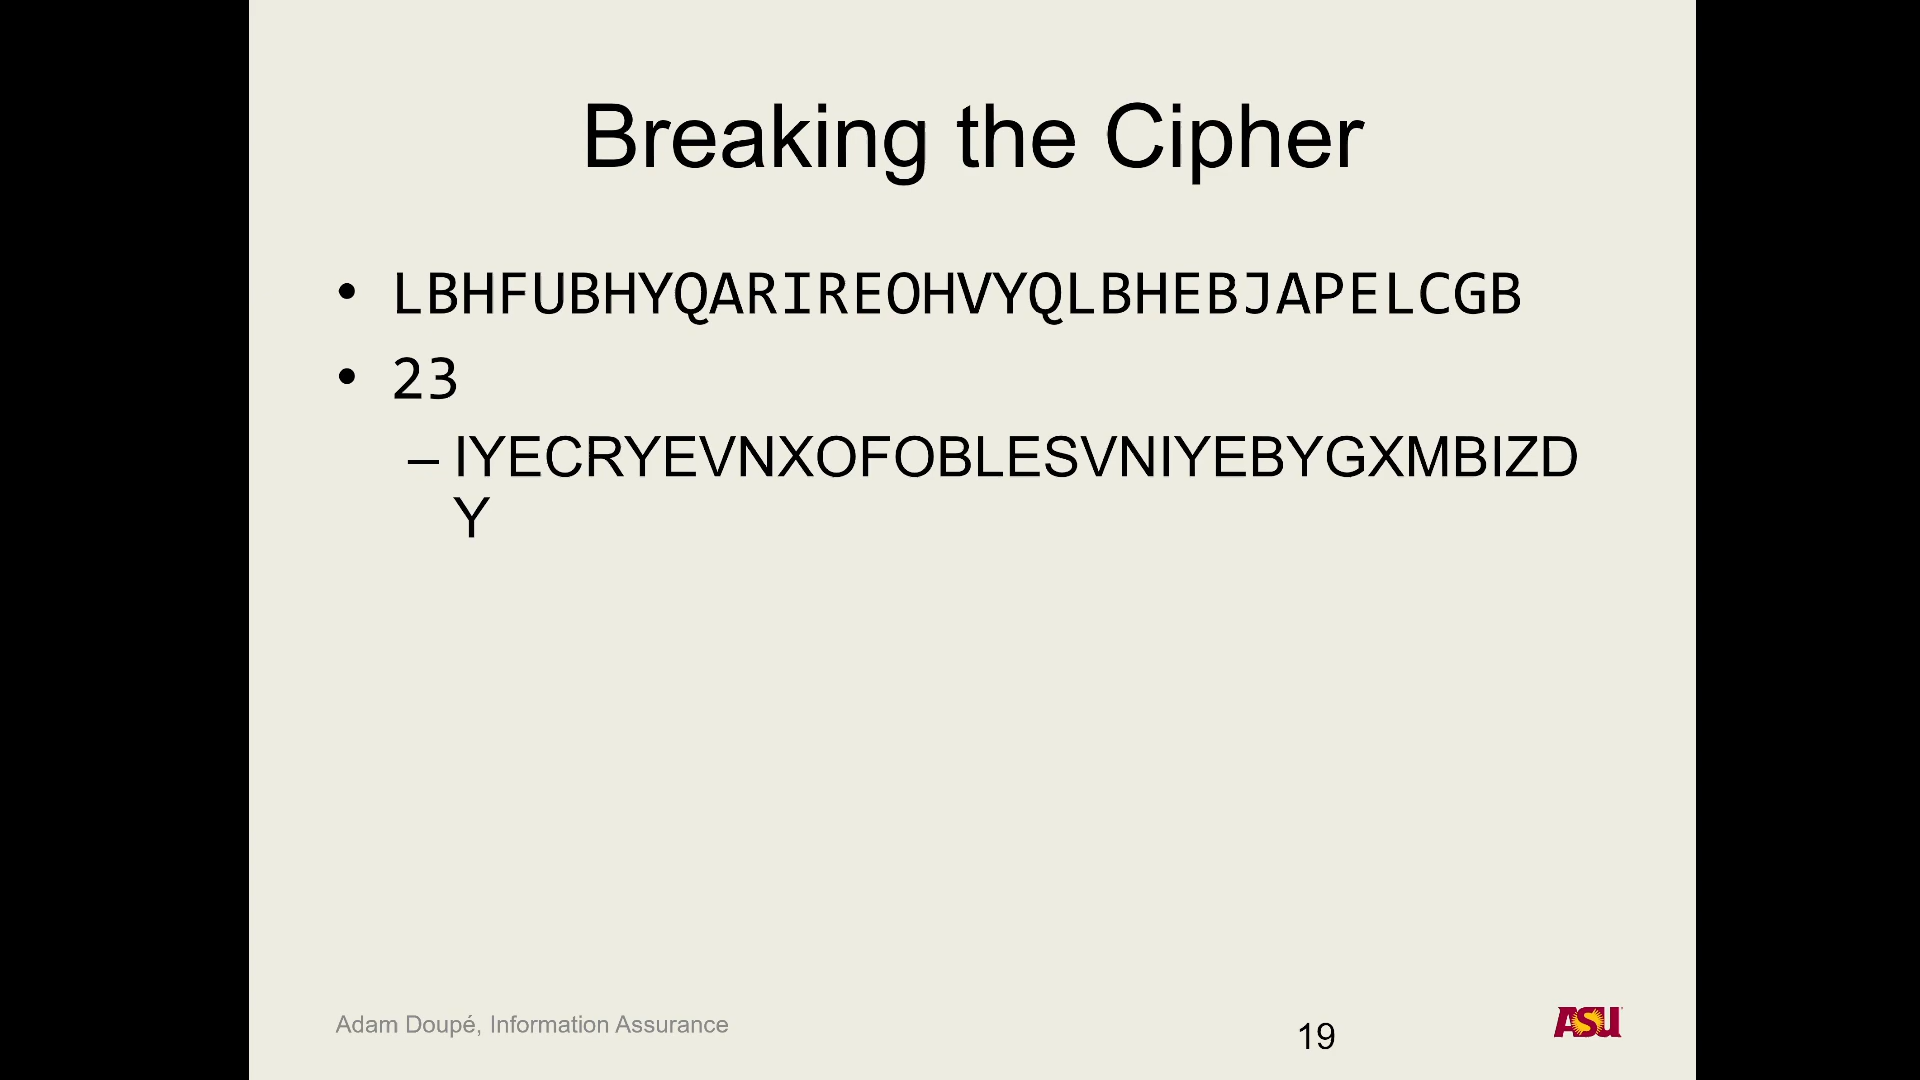 Breaking the Cipher
• LBHFUBHYQARIREOHVYQLBHEBJAPELCGB
• 23
– IYECRYEVNXOFOBLESVNIYEBYGXMBIZD
Y
Adam Doupé, Information Assurance
19
ASU